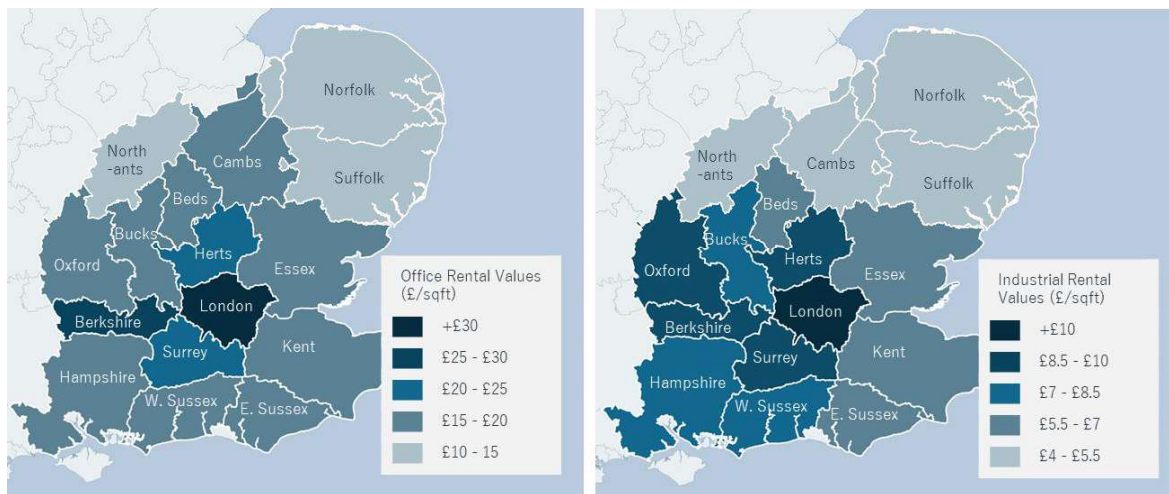 Norfolk
North
-ants
Cambs
Suffolk
Beds
Bucks
Herts
Oxford
Essex
London
Berkshire
Surrey
Kent
Hampshire
W. Sussex
E. Sussex
Office Rental Values
(£/sqft)
+£30
£25 - £30
£20 - £25
£15 - £20
£10 - 15
Norfolk
North
-ants
Cambs
Suffolk
Beds
Bucks
Herts
Oxford
Essex
London
Berkshire
Surrey
Kent
Hampshire
W. Sussex
E. Sussex
Industrial Rental
Values (£/sqft)
+£10
£8.5 - £10
£7 - £8.5
£5.5 - £7
£4 - £5.5